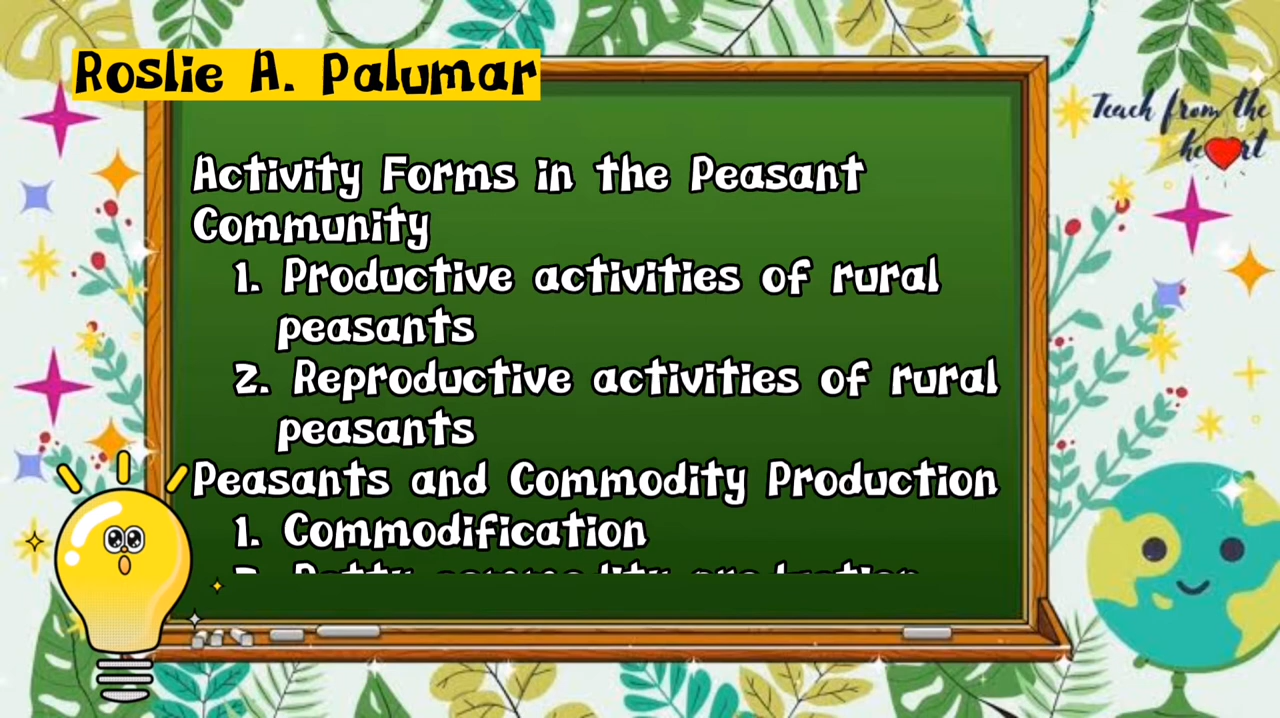 Roslie A. Palumar
Teach from the
heart
Activity Forms in the Peasant
Community
1. Productive activities of rural
peasants
2. Reproductive activities of rural
peasants
Peasants and Commodity Production
1. Commodification